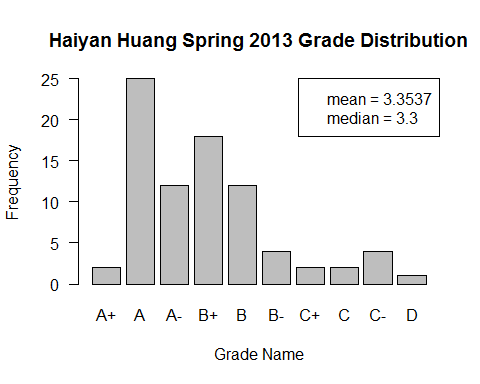 Haiyan Huang Spring 2013 Grade Distribution
mean = 3.3537
median = 3.3
Frequency
25
20
15
10
5
0
A+ A A- B+ B B- C+ C C- D
Grade Name